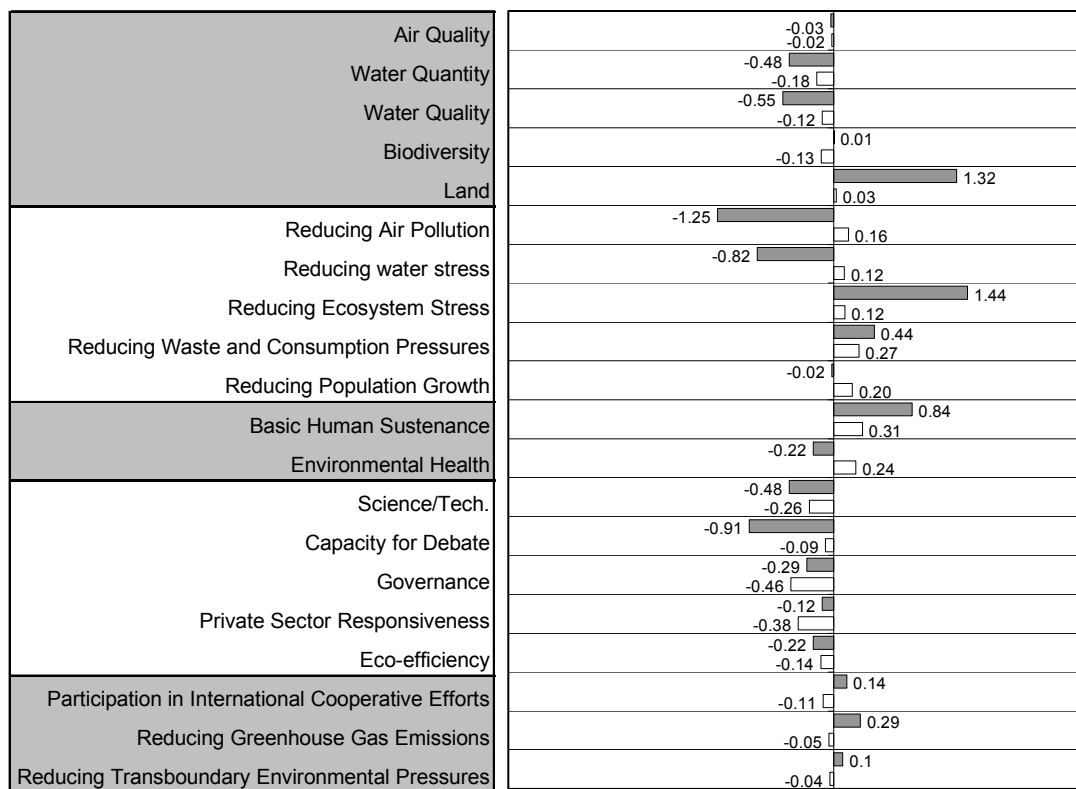 Air Quality
-0.03
-0.02
Water Quantity
-0.48
-0.18
Water Quality
-0.55
-0.12
Biodiversity
0.01
-0.13
Land
1.32
0.03
Reducing Air Pollution
-1.25
0.16
Reducing water stress
-0.82
0.12
Reducing Ecosystem Stress
1.44
0.12
Reducing Waste and Consumption Pressures
0.44
0.27
Reducing Population Growth
-0.02
0.20
Basic Human Sustenance
0.84
0.31
Environmental Health
-0.22
0.24
Science/Tech.
-0.48
-0.26
Capacity for Debate
-0.91
-0.09
Governance
-0.29
-0.46
Private Sector Responsiveness
-0.12
-0.38
Eco-efficiency
-0.22
-0.14
Participation in International Cooperative Efforts
0.14
-0.11
Reducing Greenhouse Gas Emissions
0.29
-0.05
Reducing Transboundary Environmental Pressures
0.1
-0.04